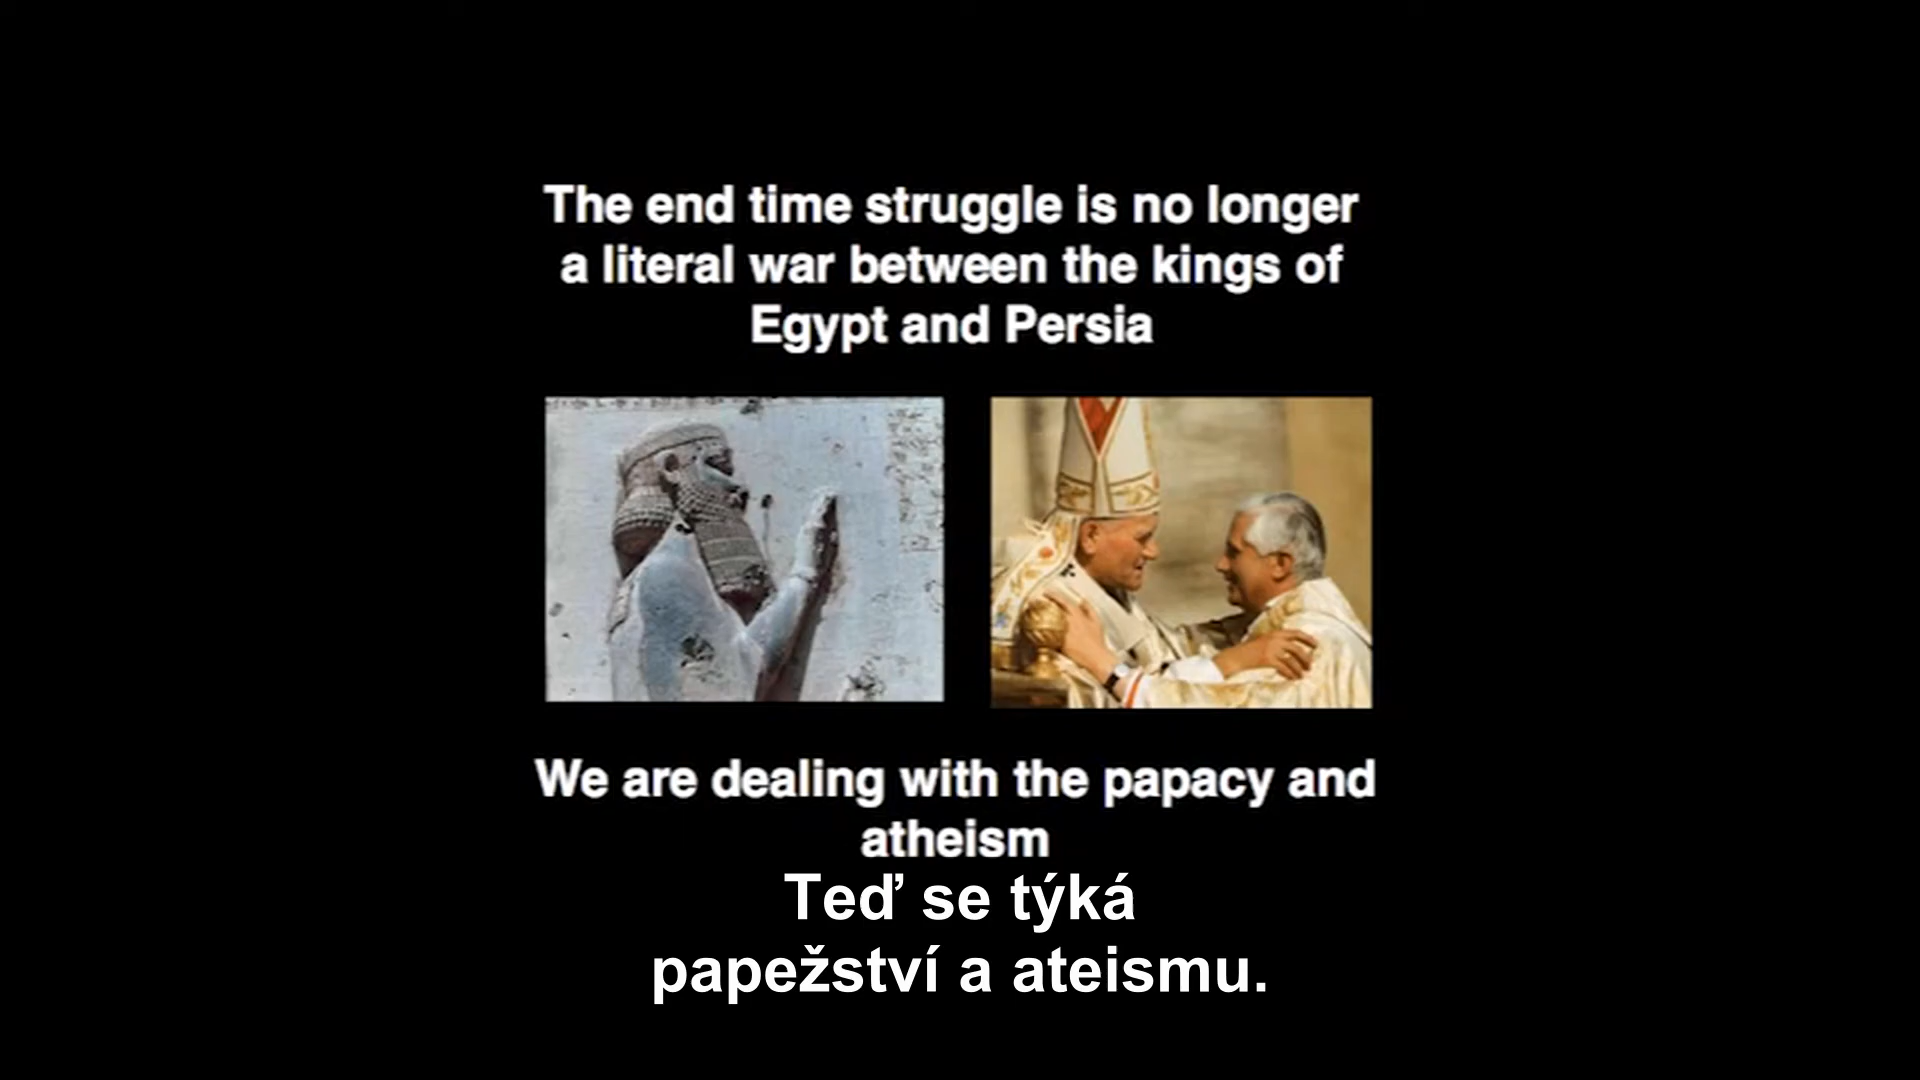 The end time struggle is no longer
a literal war between the kings of
Egypt and Persia
We are dealing with the papacy and
atheism
Teď se týká
papežství a ateismu.